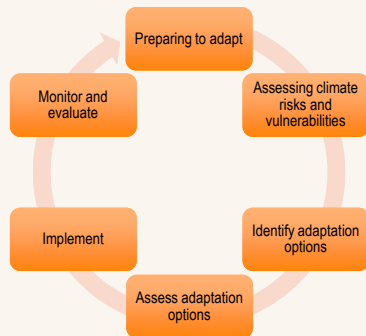 Preparing to adapt
Assessing climate
risks and
vulnerabilities
Identify adaptation
options
Assess adaptation
options
Implement
Monitor and
evaluate